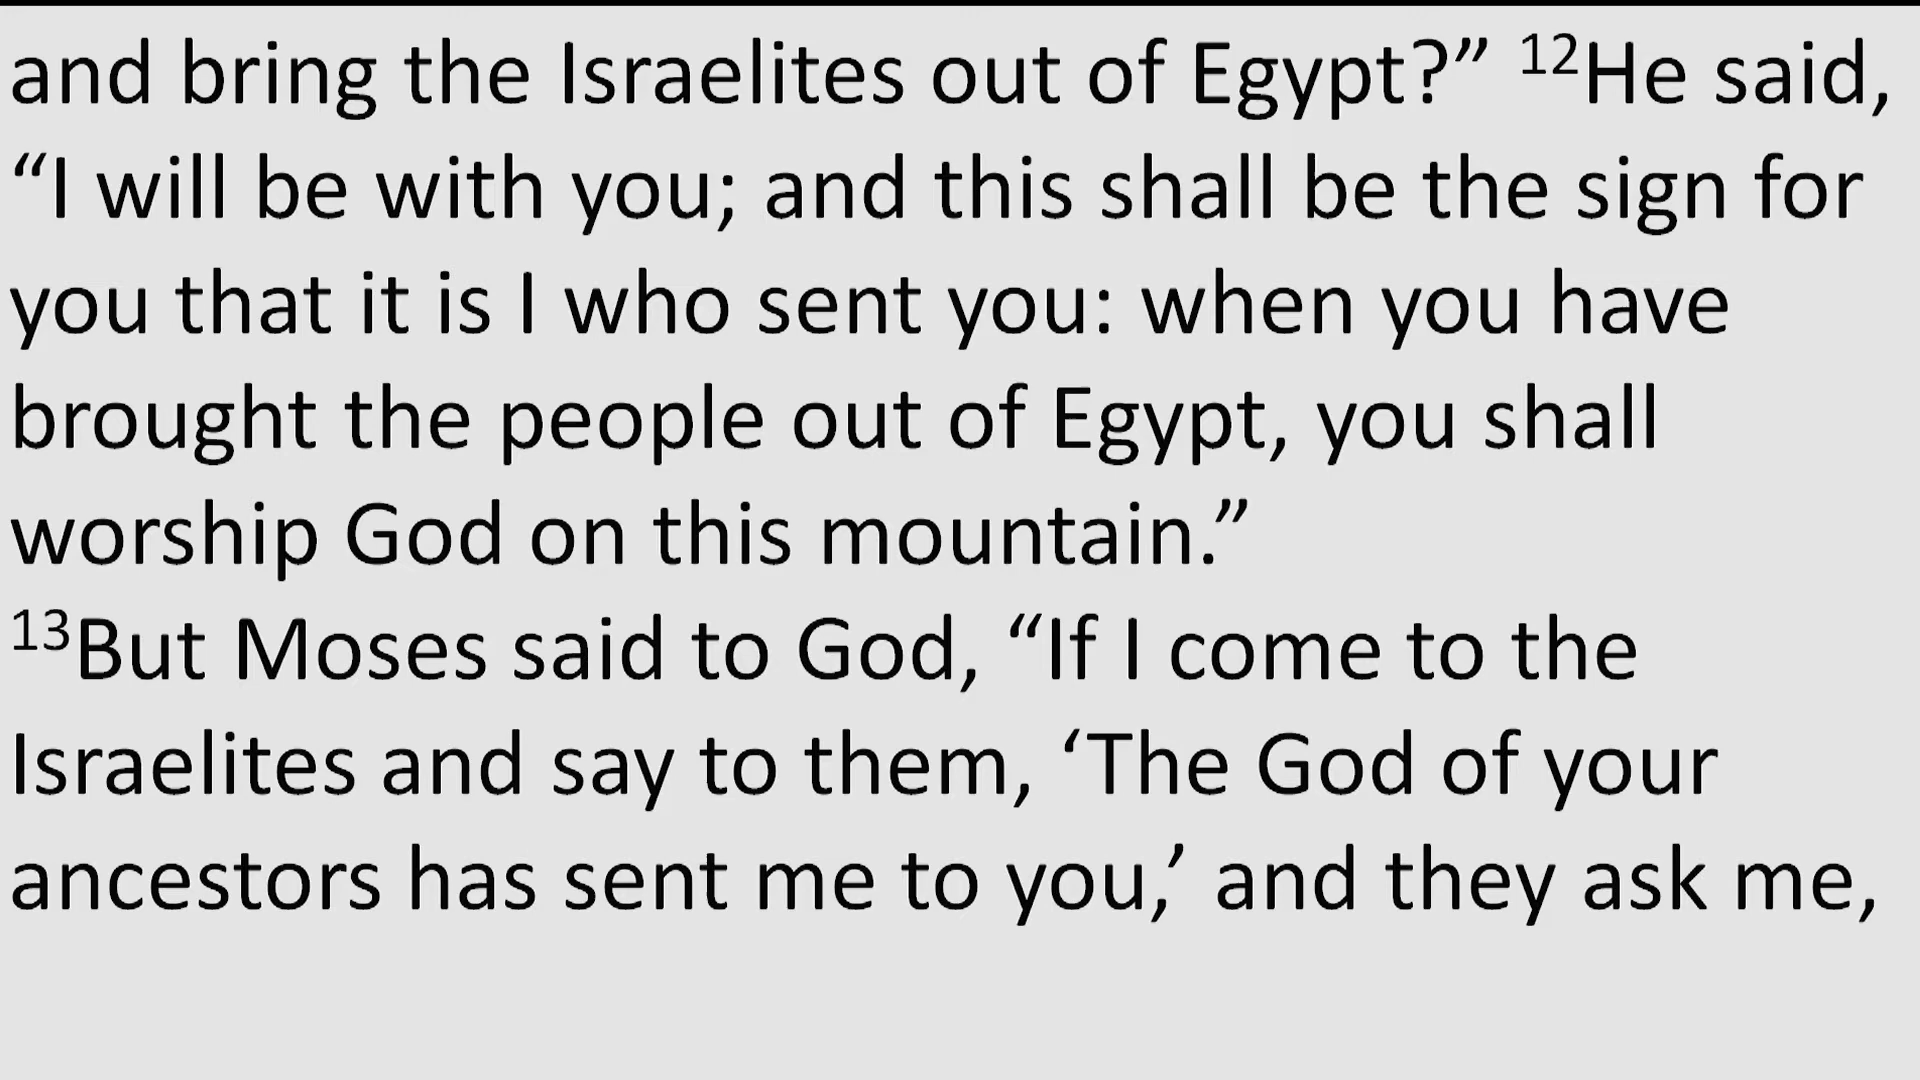 and bring the Israelites out of Egypt?” ¹²He said,
“I will be with you; and this shall be the sign for
you that it is I who sent you: when you have
brought the people out of Egypt, you shall
worship God on this mountain.”
¹³But Moses said to God, “If I come to the
Israelites and say to them, ‘The God of your
ancestors has sent me to you,’ and they ask me,